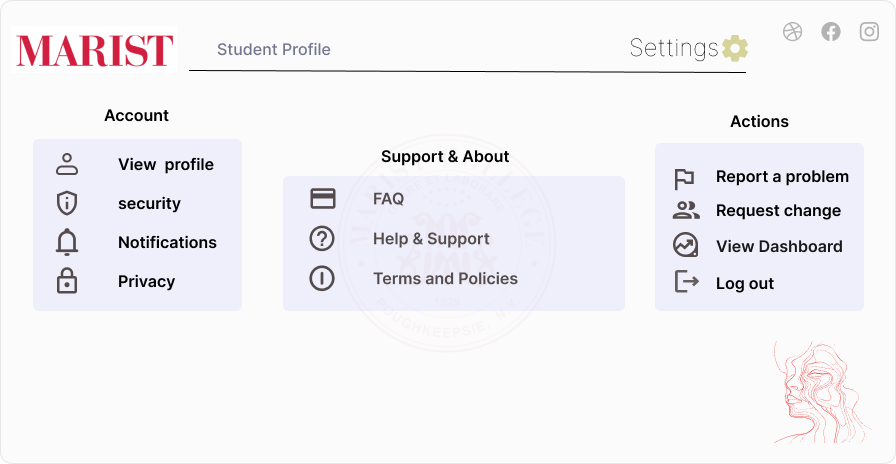 MARIST
Student Profile
Settings
Account
View profile
security
Notifications
Privacy
Support & About
FAQ
Help & Support
Terms and Policies
Actions
Report a problem
Request change
View Dashboard
Log out
POUGHKEEPSIE, N.Y.